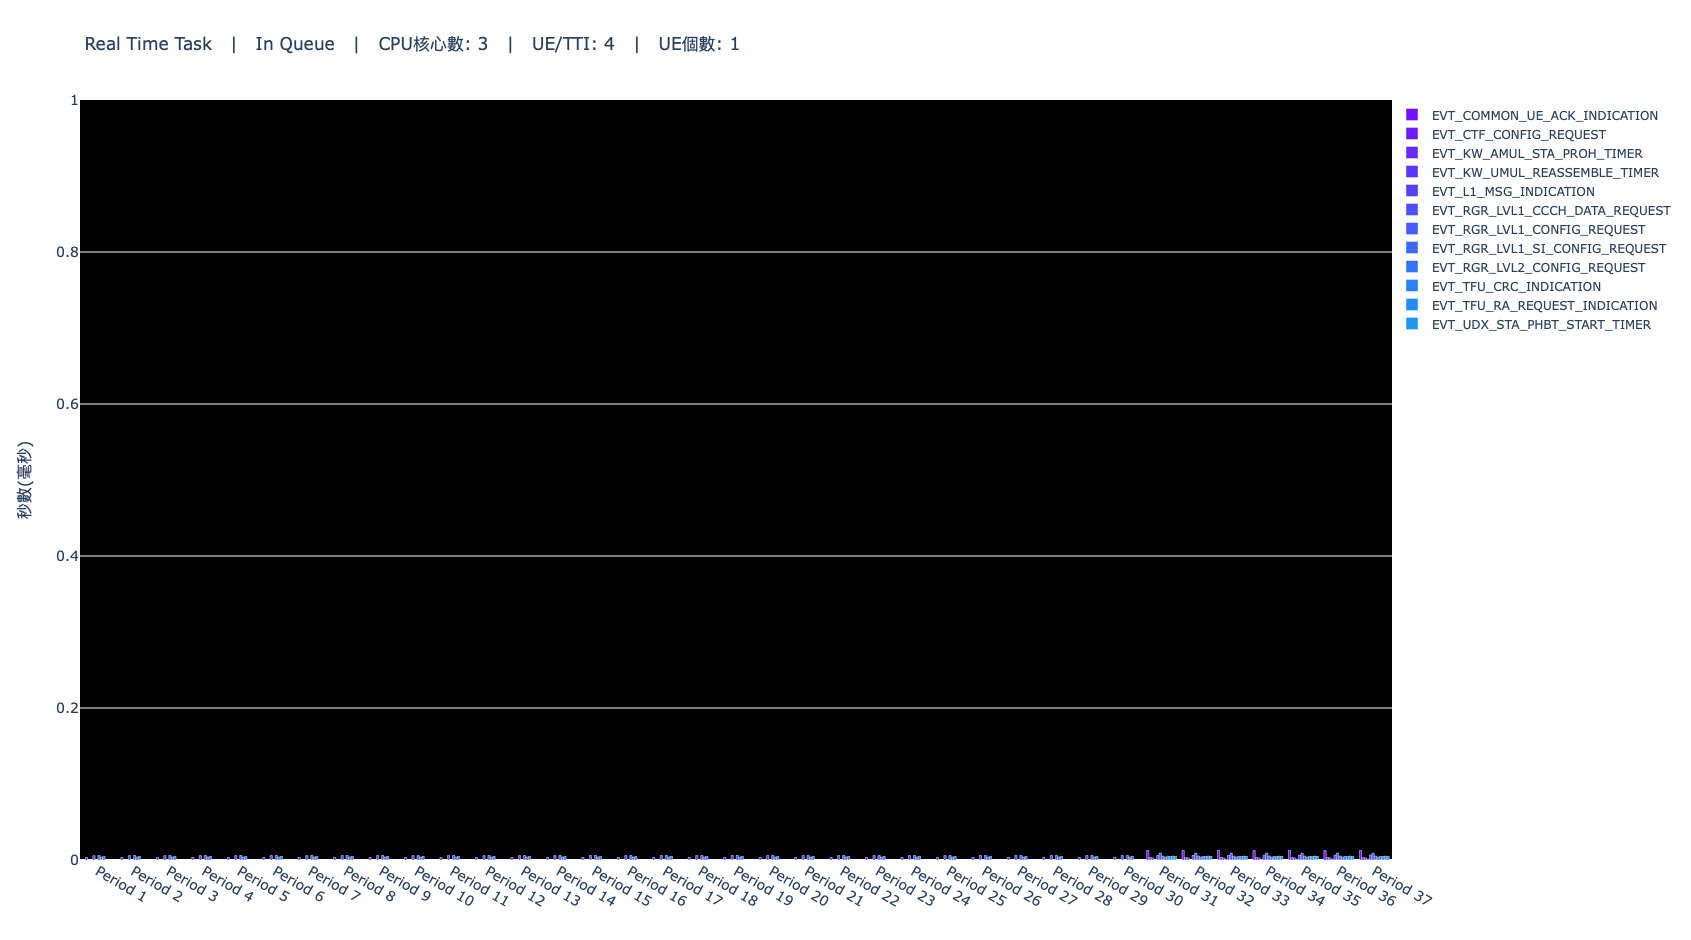 Real Time Task | In Queue | CPU核心數: 3 | UE/TTI: 4 | UE個數: 1
1
0.8
0.6
0.4
0.2
0
秒數(毫秒)
Period 1
Period 2
Period 3
Period 4
Period 5
Period 6
Period 7
Period 8
Period 9
Period 10
Period 11
Period 12
Period 13
Period 14
Period 15
Period 16
Period 17
Period 18
Period 19
Period 20
Period 21
Period 22
Period 23
Period 24
Period 25
Period 26
Period 27
Period 28
Period 29
Period 30
Period 31
Period 32
Period 33
Period 34
Period 35
Period 36
Period 37
EVT_COMMON_UE_ACK_INDICATION
EVT_CTF_CONFIG_REQUEST
EVT_KW_AMUL_STA_PROH_TIMER
EVT_KW_UMUL_REASSEMBLE_TIMER
EVT_L1_MSG_INDICATION
EVT_RGR_LVL1_CCCH_DATA_REQUEST
EVT_RGR_LVL1_CONFIG_REQUEST
EVT_RGR_LVL1_SI_CONFIG_REQUEST
EVT_RGR_LVL2_CONFIG_REQUEST
EVT_TFU_CRC_INDICATION
EVT_TFU_RA_REQUEST_INDICATION
EVT_UDX_STA_PHBT_START_TIMER